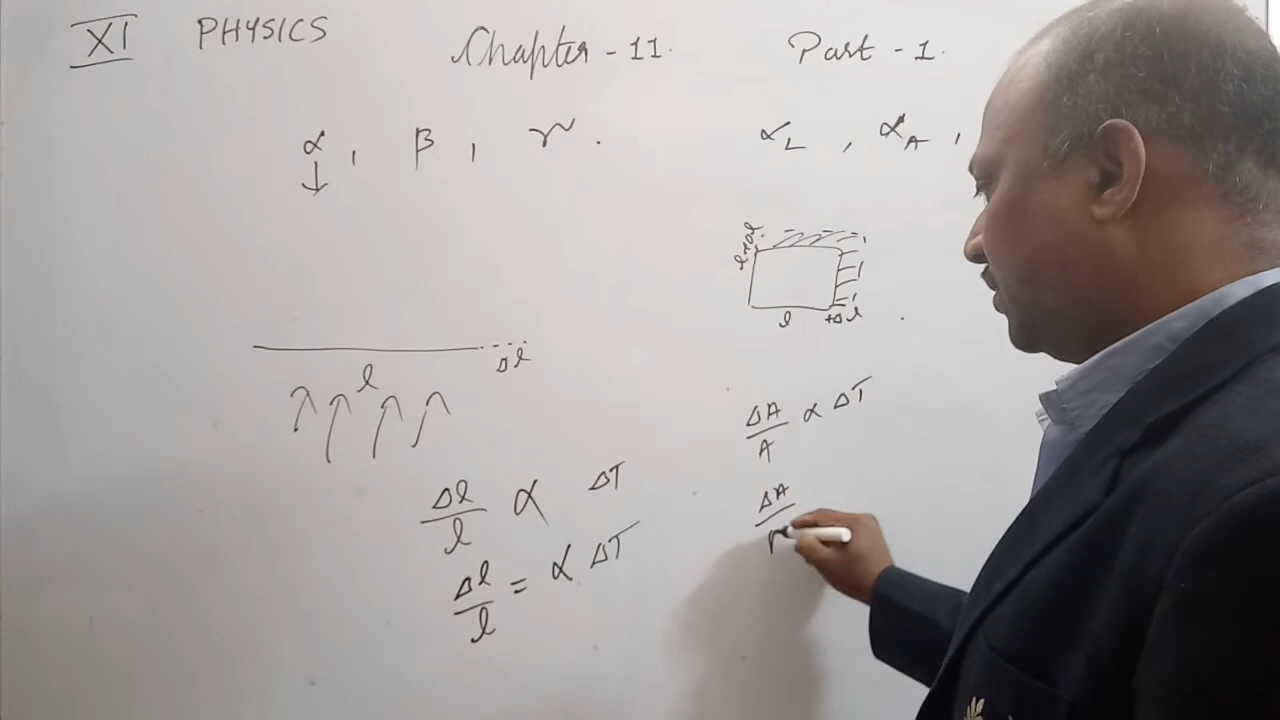 XI PHYSICS Chapter - 11. Part - 1.
α, β, γ. α_L, α_A,
↓
l+Δl
l +Δl
Δl
l
ΔA/A ∝ ΔT
Δl/l ∝ ΔT
ΔA/
Δl/l = α ΔT